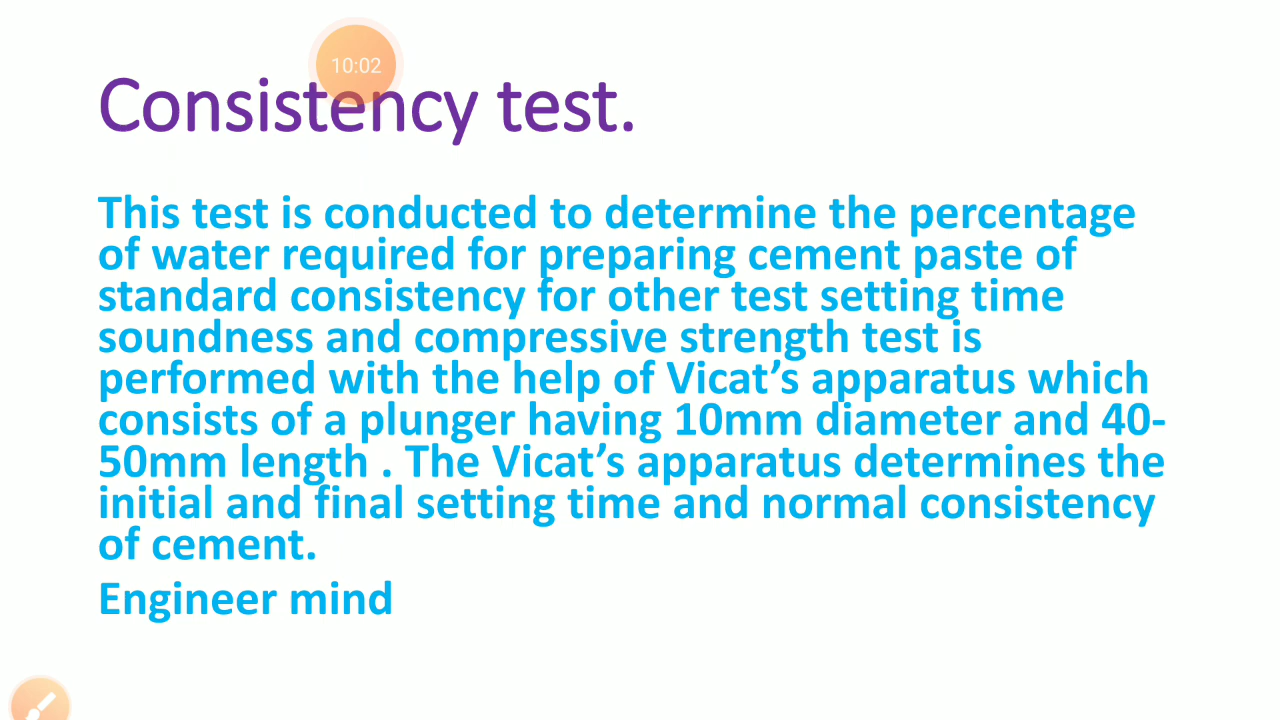 10:02
Consistency test.
This test is conducted to determine the percentage
of water required for preparing cement paste of
standard consistency for other test setting time
soundness and compressive strength test is
performed with the help of Vicat’s apparatus which
consists of a plunger having 10mm diameter and 40-
50mm length . The Vicat’s apparatus determines the
initial and final setting time and normal consistency
of cement.
Engineer mind